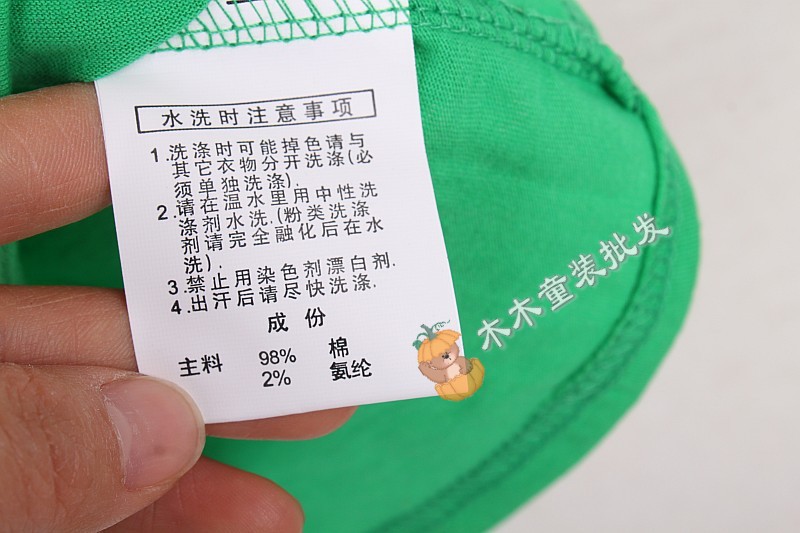 水洗时注意事项
1.洗涤时可能掉色请与
其它衣物分开洗涤(必
须单独洗涤).
2.请在温水里用中性洗
涤剂水洗.(粉类洗涤
剂请完全融化后在水
洗).
3.禁止用染色剂漂白剂.
4.出汗后请尽快洗涤.
成份
主料 98% 棉
2% 氨纶
木木童装批发